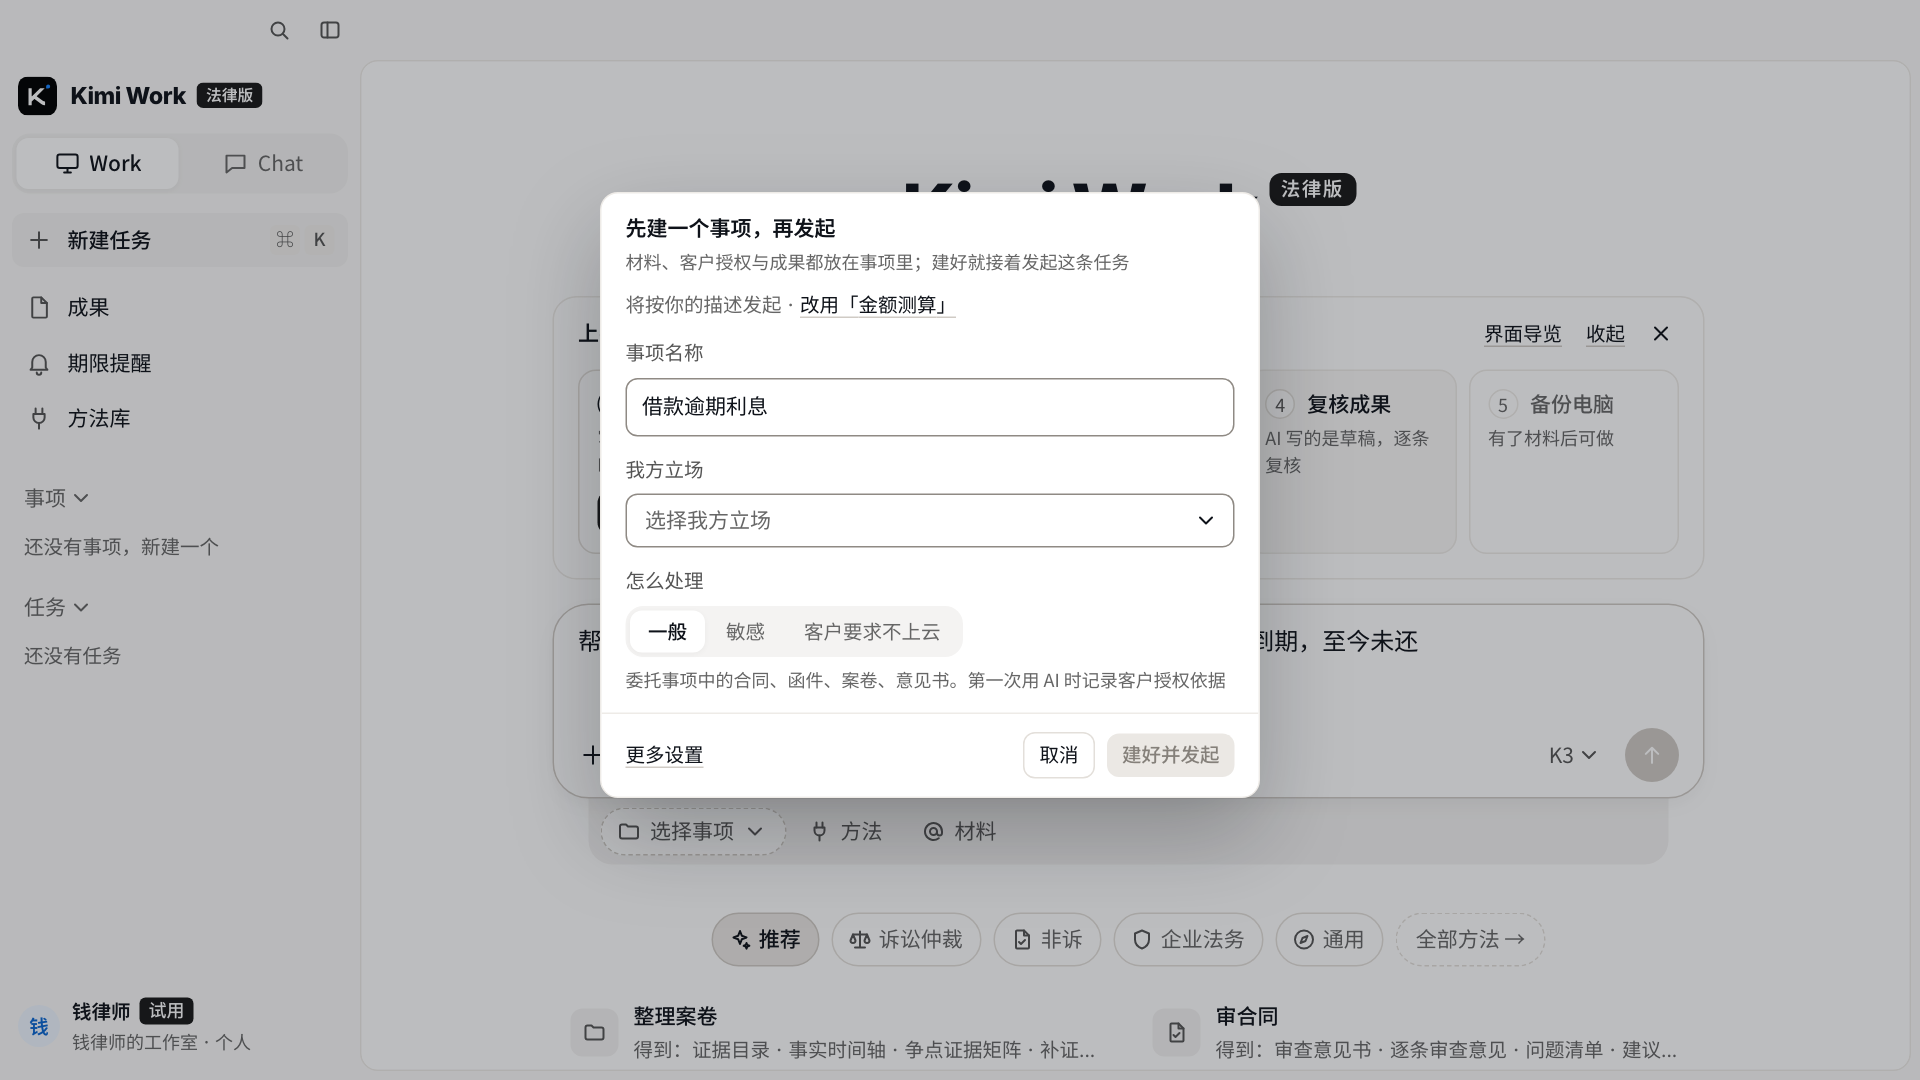 Kimi Work 法律版
Work
Chat
新建任务 ⌘ K
成果
期限提醒
方法库
事项
还没有事项，新建一个
任务
还没有任务
钱 钱律师 试用
钱律师的工作室 · 个人
法律版
上
界面导览 收起
4 复核成果
AI 写的是草稿，逐条
复核
5 备份电脑
有了材料后可做
先建一个事项，再发起
材料、客户授权与成果都放在事项里；建好就接着发起这条任务
将按你的描述发起 · 改用「金额测算」
事项名称
借款逾期利息
我方立场
选择我方立场
怎么处理
一般 敏感 客户要求不上云
委托事项中的合同、函件、案卷、意见书。第一次用 AI 时记录客户授权依据
更多设置 取消 建好并发起
帮
到期，至今未还
K3
选择事项 方法 材料
推荐 诉讼仲裁 非诉 企业法务 通用 全部方法 →
整理案卷
得到：证据目录 · 事实时间轴 · 争点证据矩阵 · 补证...
审合同
得到：审查意见书 · 逐条审查意见 · 问题清单 · 建议...